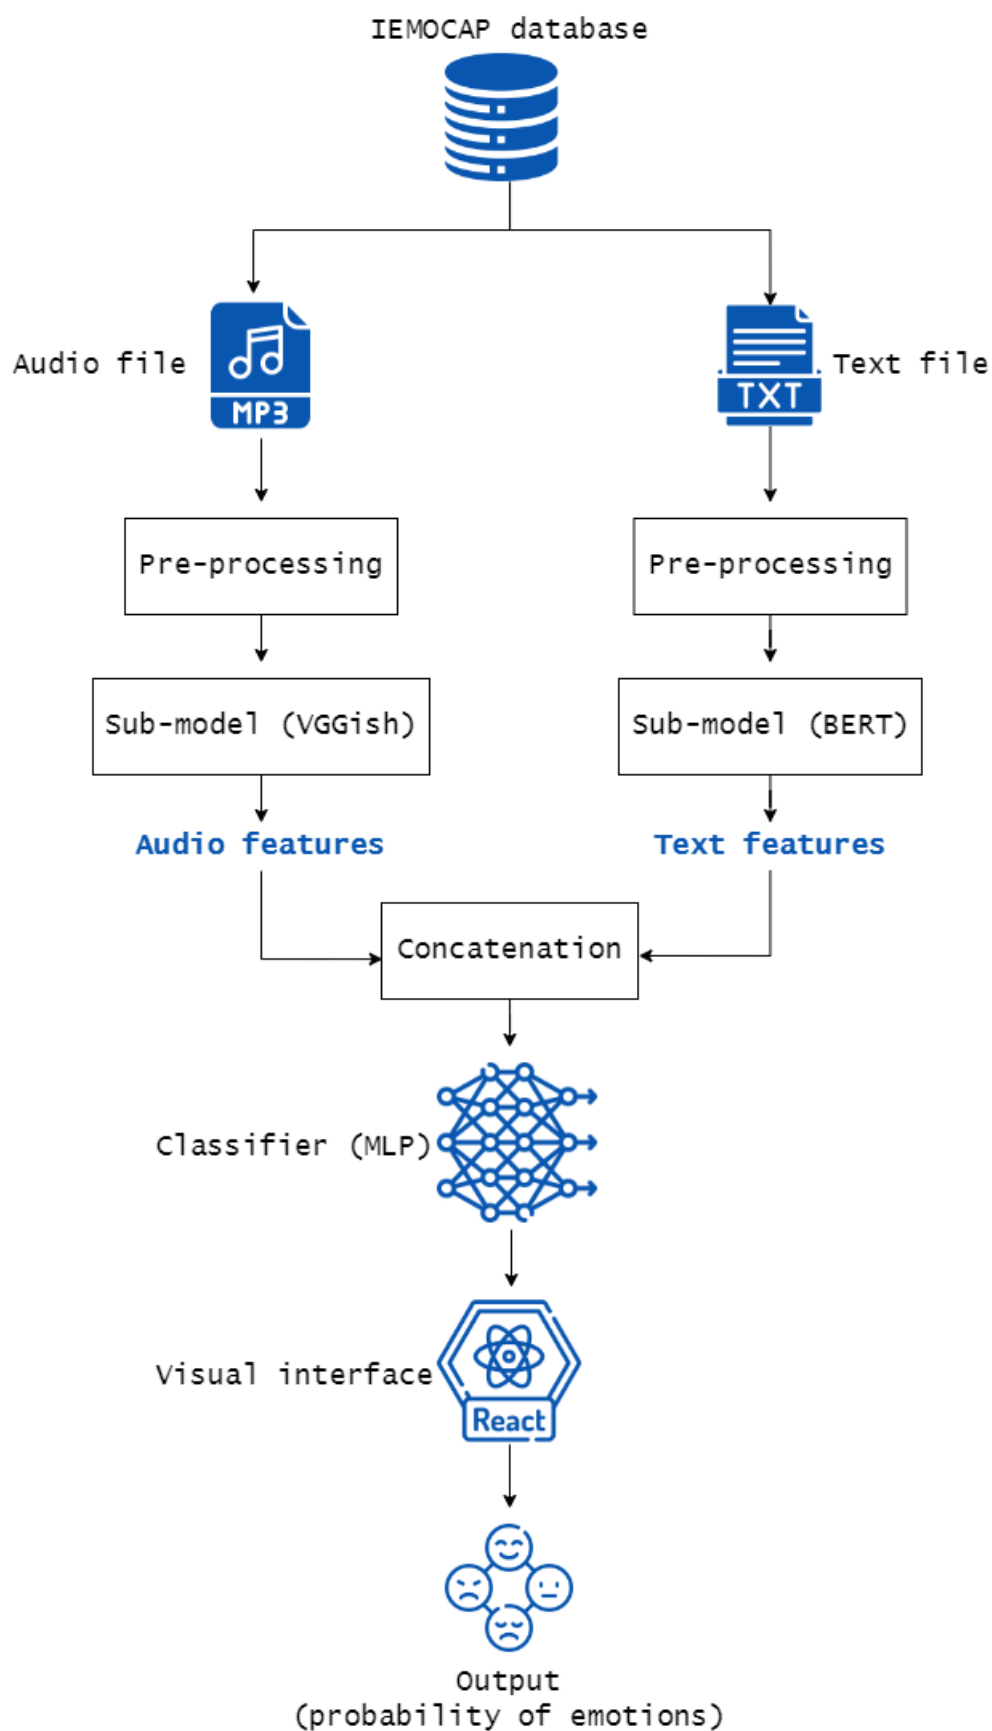 IEMOCAP database
Audio file
MP3
TXT
Text file
Pre-processing
Pre-processing
Sub-model (VGGish)
Sub-model (BERT)
Audio features
Text features
Concatenation
Classifier (MLP)
Visual interface
React
Output
(probability of emotions)